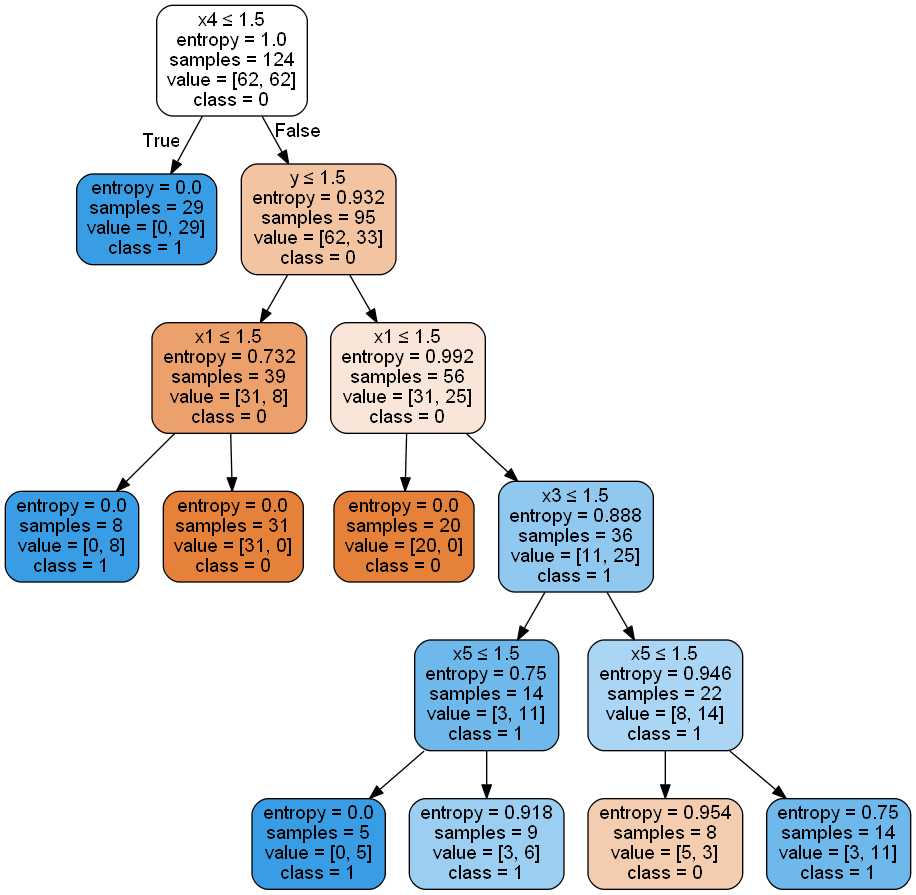 x4 ≤ 1.5
entropy = 1.0
samples = 124
value = [62, 62]
class = 0
True
False
entropy = 0.0
samples = 29
value = [0, 29]
class = 1
y ≤ 1.5
entropy = 0.932
samples = 95
value = [62, 33]
class = 0
x1 ≤ 1.5
entropy = 0.732
samples = 39
value = [31, 8]
class = 0
x1 ≤ 1.5
entropy = 0.992
samples = 56
value = [31, 25]
class = 0
entropy = 0.0
samples = 8
value = [0, 8]
class = 1
entropy = 0.0
samples = 31
value = [31, 0]
class = 0
entropy = 0.0
samples = 20
value = [20, 0]
class = 0
x3 ≤ 1.5
entropy = 0.888
samples = 36
value = [11, 25]
class = 1
x5 ≤ 1.5
entropy = 0.75
samples = 14
value = [3, 11]
class = 1
x5 ≤ 1.5
entropy = 0.946
samples = 22
value = [8, 14]
class = 1
entropy = 0.0
samples = 5
value = [0, 5]
class = 1
entropy = 0.918
samples = 9
value = [3, 6]
class = 1
entropy = 0.954
samples = 8
value = [5, 3]
class = 0
entropy = 0.75
samples = 14
value = [3, 11]
class = 1